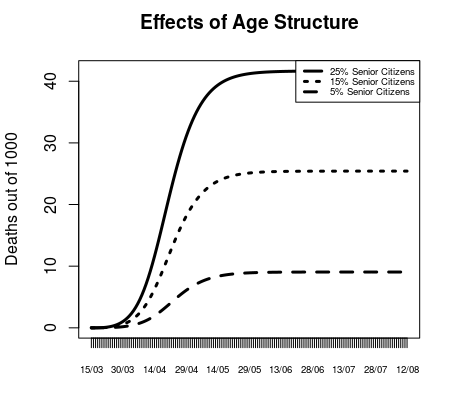 Effects of Age Structure
25% Senior Citizens
15% Senior Citizens
5% Senior Citizens
Deaths out of 1000
40
30
20
10
0
15/03 30/03 14/04 29/04 14/05 29/05 13/06 28/06 13/07 28/07 12/08